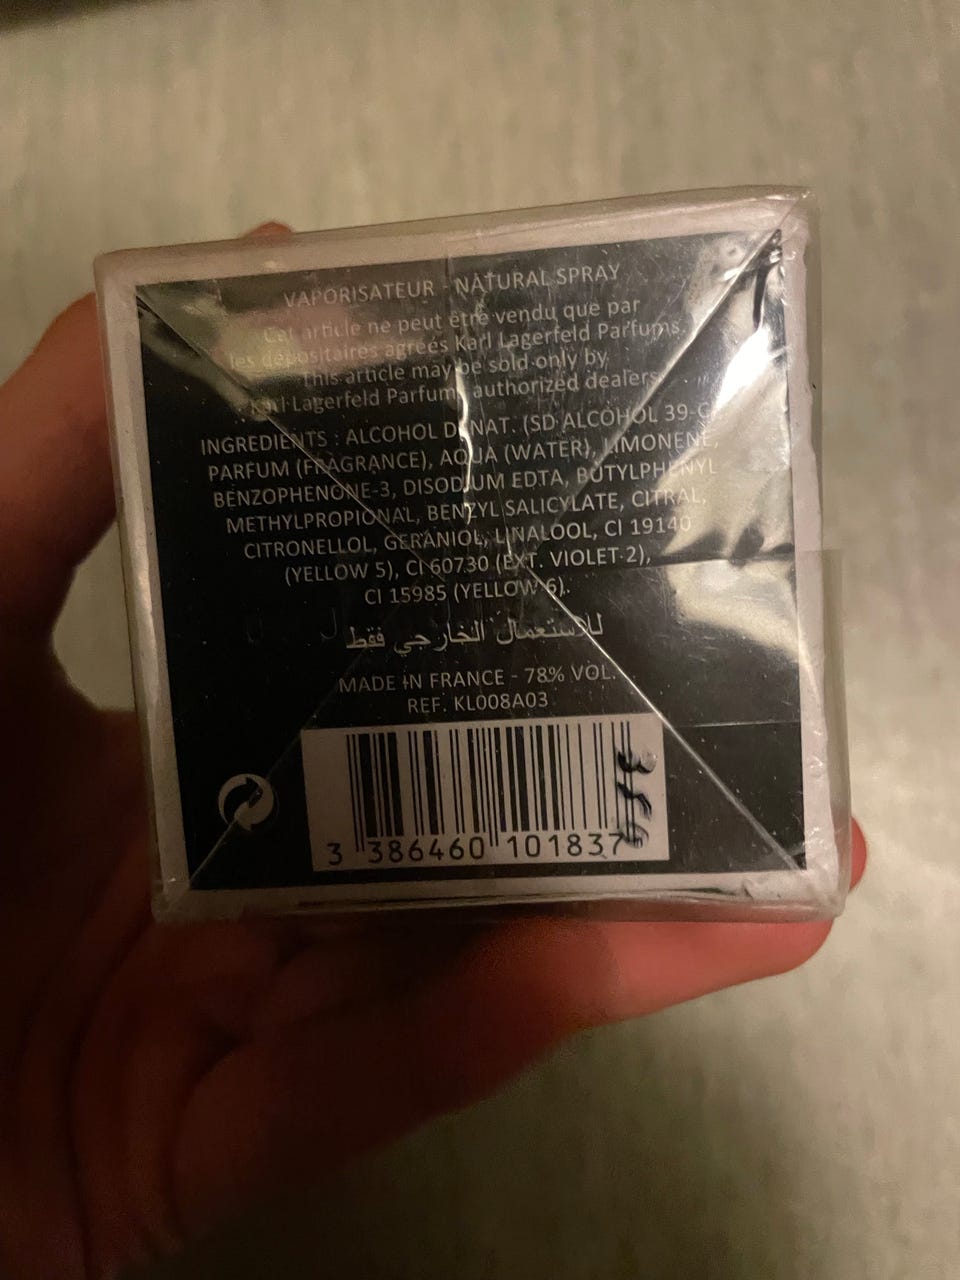 VAPORISATEUR - NATURAL SPRAY
Cet article ne peut être vendu que par
les dépositaires agréés Karl Lagerfeld Parfums.
This article may be sold only by
Karl Lagerfeld Parfums authorized dealers.
INGREDIENTS : ALCOHOL DENAT. (SD ALCOHOL 39-C),
PARFUM (FRAGRANCE), AQUA (WATER), LIMONENE,
BENZOPHENONE-3, DISODIUM EDTA, BUTYLPHENYL
METHYLPROPIONAL, BENZYL SALICYLATE, CITRAL,
CITRONELLOL, GERANIOL, LINALOOL, CI 19140
(YELLOW 5), CI 60730 (EXT. VIOLET 2),
CI 15985 (YELLOW 6).
للاستعمال الخارجي فقط
MADE IN FRANCE - 78% VOL.
REF. KL008A03
3 386460 101837